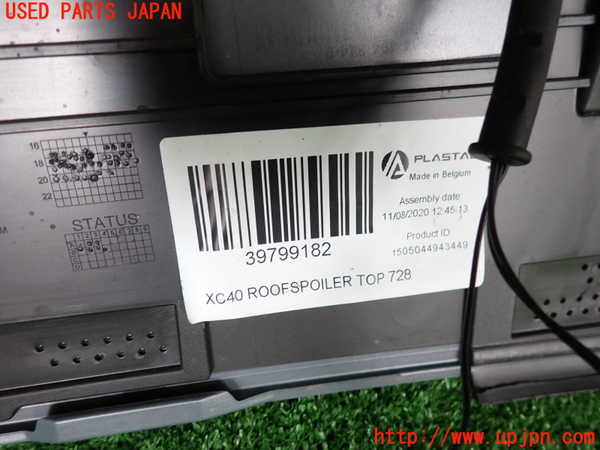 USED PARTS JAPAN
16
18
20
22
STATUS
PLASTA
Made in Belgium
Assembly date
11/08/2020 12:45:13
Product ID
1505044943449
39799182
XC40 ROOFSPOILER TOP 728
http://www.upjpn.com